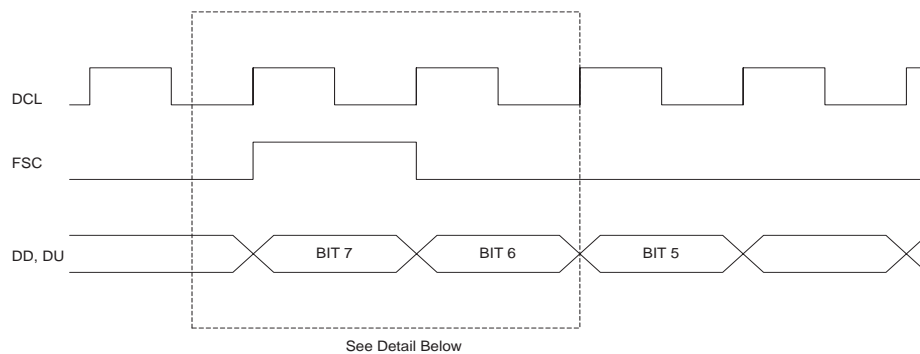 DCL
FSC
DD, DU
BIT 7
BIT 6
BIT 5
See Detail Below